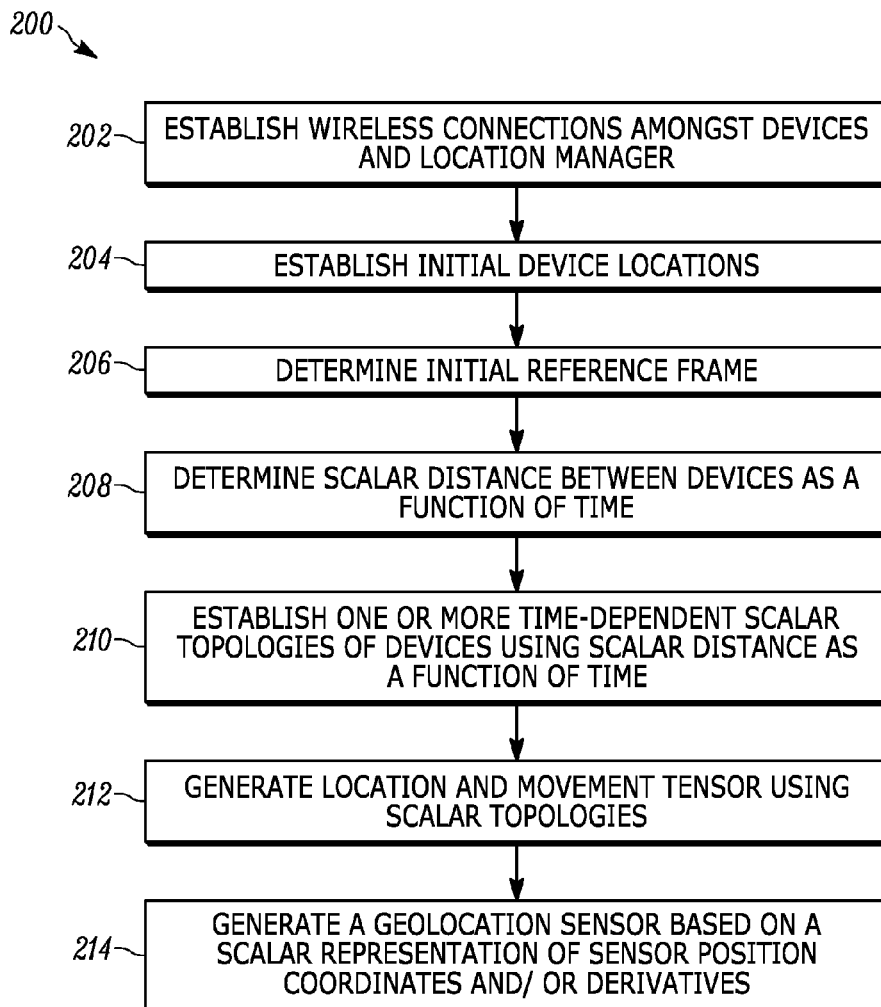 200
202
ESTABLISH WIRELESS CONNECTIONS AMONGST DEVICES
AND LOCATION MANAGER
204
ESTABLISH INITIAL DEVICE LOCATIONS
206
DETERMINE INITIAL REFERENCE FRAME
208
DETERMINE SCALAR DISTANCE BETWEEN DEVICES AS A
FUNCTION OF TIME
210
ESTABLISH ONE OR MORE TIME-DEPENDENT SCALAR
TOPOLOGIES OF DEVICES USING SCALAR DISTANCE AS
A FUNCTION OF TIME
212
GENERATE LOCATION AND MOVEMENT TENSOR USING
SCALAR TOPOLOGIES
214
GENERATE A GEOLOCATION SENSOR BASED ON A
SCALAR REPRESENTATION OF SENSOR POSITION
COORDINATES AND/ OR DERIVATIVES